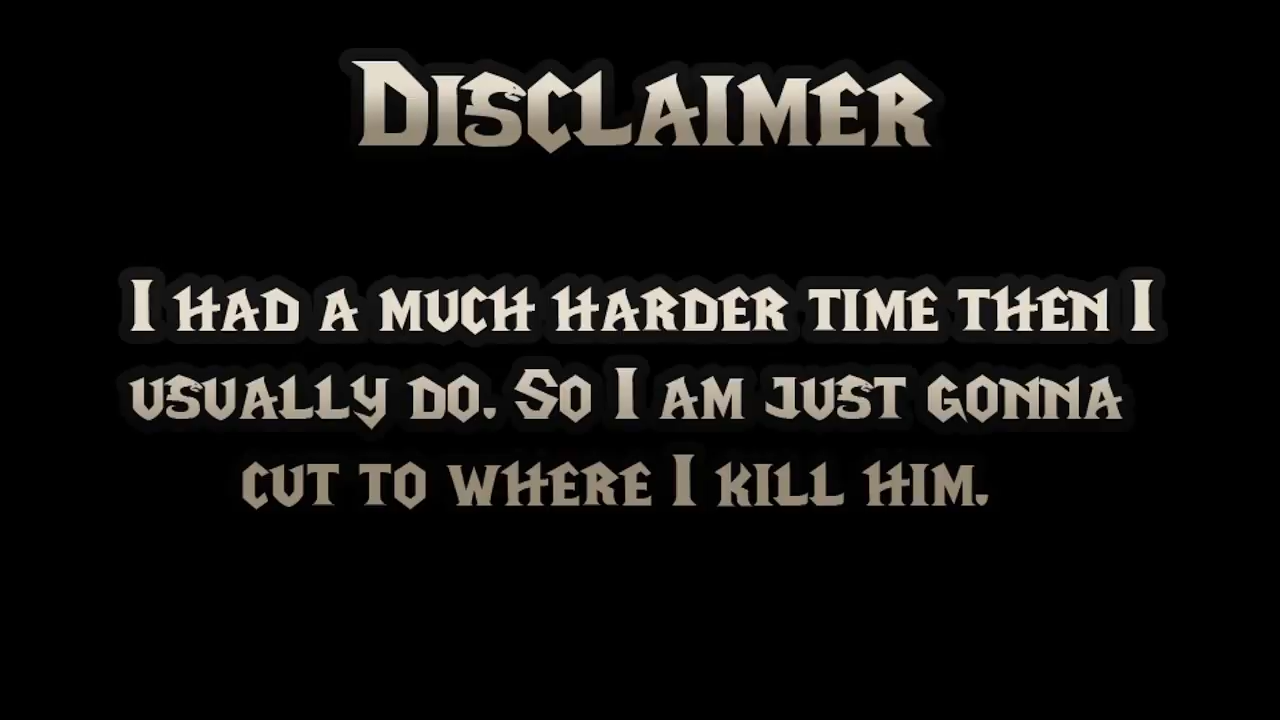 Disclaimer
I had a much harder time then I
usually do. So I am just gonna
cut to where I kill him.